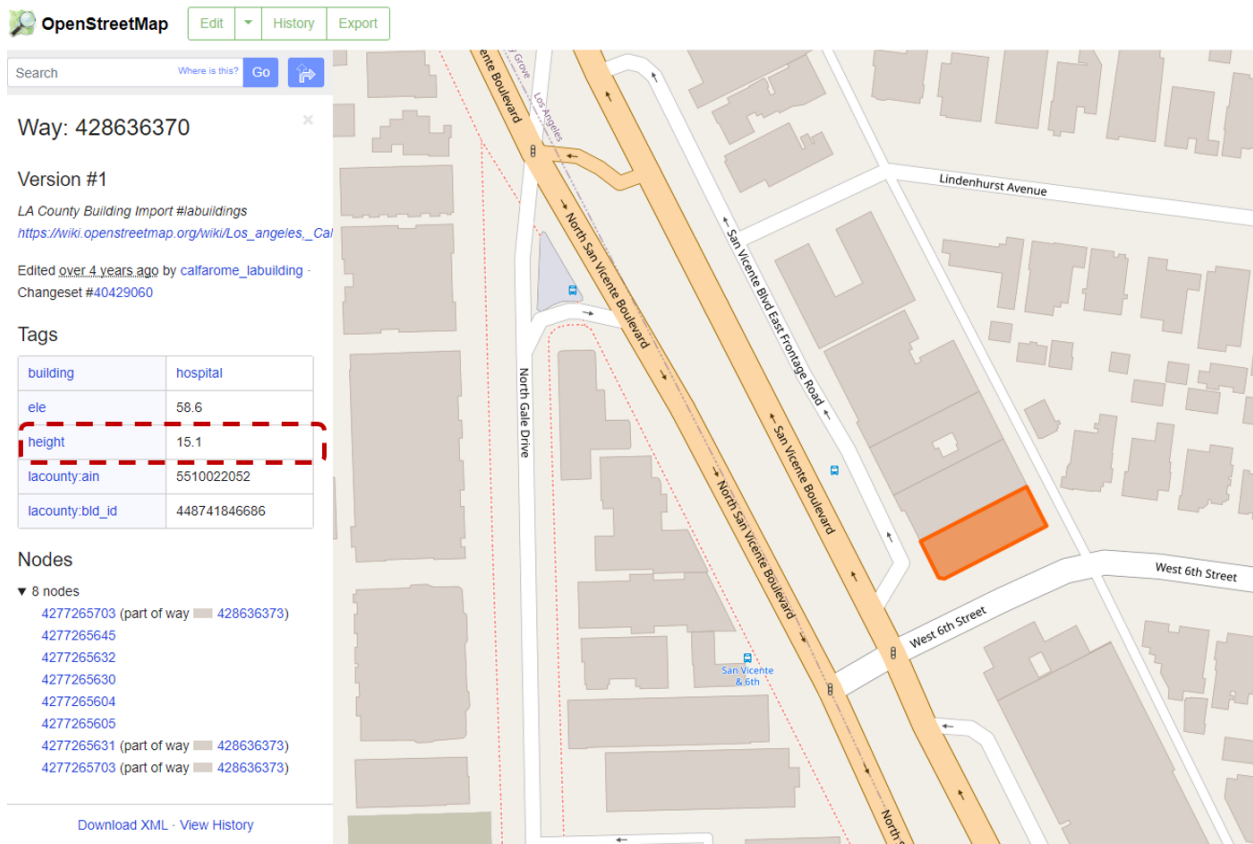 OpenStreetMap
Edit
History
Export
Search
Where is this?
Go
Way: 428636370
×
Version #1
LA County Building Import #labuildings
https://wiki.openstreetmap.org/wiki/Los_angeles,_Cal
Edited over 4 years ago by calfarome_labuilding ·
Changeset #40429060
Tags
building hospital
ele 58.6
height 15.1
lacounty:ain 5510022052
lacounty:bld_id 448741846686
Nodes
▼ 8 nodes
4277265703 (part of way 428636373)
4277265645
4277265632
4277265630
4277265604
4277265605
4277265631 (part of way 428636373)
4277265703 (part of way 428636373)
Download XML · View History
nte Boulevard
y Grove
Los Angeles
North San Vicente Boulevard
North Gale Drive
San Vicente Blvd East Frontage Road
Lindenhurst Avenue
San Vicente Boulevard
North San Vicente Boulevard
West 6th Street
West 6th Street
San Vicente
& 6th
North S